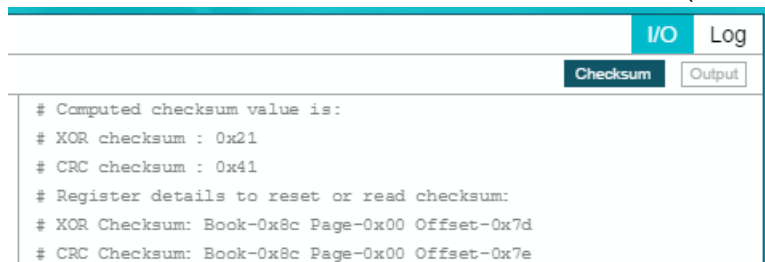 I/O Log
Checksum Output
# Computed checksum value is:
# XOR checksum : 0x21
# CRC checksum : 0x41
# Register details to reset or read checksum:
# XOR Checksum: Book-0x8c Page-0x00 Offset-0x7d
# CRC Checksum: Book-0x8c Page-0x00 Offset-0x7e